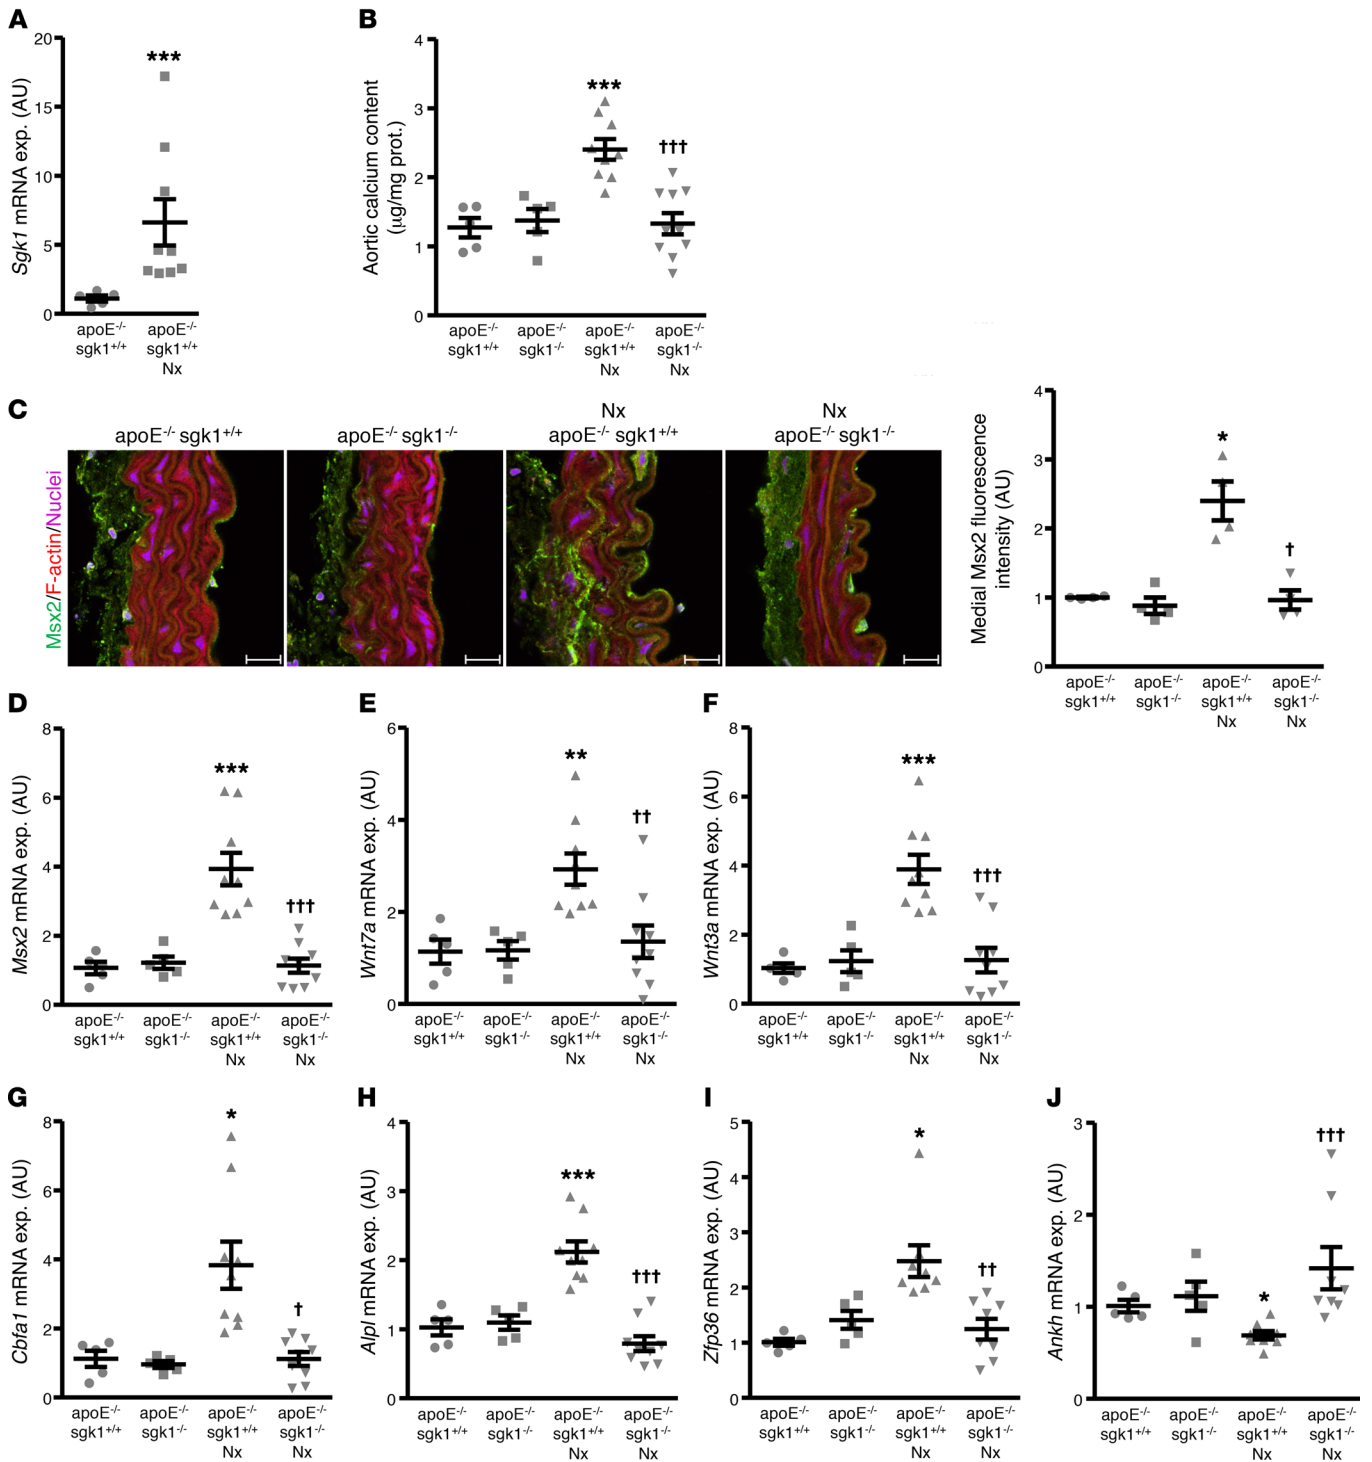 A
Sgk1 mRNA exp. (AU)
20
15
10
5
0
***
apoE-/-
sgk1+/+
apoE-/-
sgk1+/+
Nx
B
Aortic calcium content
(μg/mg prot.)
4
3
2
1
0
***
†††
apoE-/-
sgk1+/+
apoE-/-
sgk1-/-
apoE-/-
sgk1+/+
Nx
apoE-/-
sgk1-/-
Nx
C
Msx2/F-actin/Nuclei
apoE-/- sgk1+/+
apoE-/- sgk1-/-
Nx
apoE-/- sgk1+/+
Nx
apoE-/- sgk1-/-
Medial Msx2 fluorescence
intensity (AU)
4
3
2
1
0
*
†
apoE-/-
sgk1+/+
apoE-/-
sgk1-/-
apoE-/-
sgk1+/+
Nx
apoE-/-
sgk1-/-
Nx
D
Msx2 mRNA exp. (AU)
8
6
4
2
0
***
†††
apoE-/-
sgk1+/+
apoE-/-
sgk1-/-
apoE-/-
sgk1+/+
Nx
apoE-/-
sgk1-/-
Nx
E
Wnt7a mRNA exp. (AU)
6
4
2
0
**
††
apoE-/-
sgk1+/+
apoE-/-
sgk1-/-
apoE-/-
sgk1+/+
Nx
apoE-/-
sgk1-/-
Nx
F
Wnt3a mRNA exp. (AU)
8
6
4
2
0
***
†††
apoE-/-
sgk1+/+
apoE-/-
sgk1-/-
apoE-/-
sgk1+/+
Nx
apoE-/-
sgk1-/-
Nx
G
Cbfa1 mRNA exp. (AU)
8
6
4
2
0
*
†
apoE-/-
sgk1+/+
apoE-/-
sgk1-/-
apoE-/-
sgk1+/+
Nx
apoE-/-
sgk1-/-
Nx
H
Alpl mRNA exp. (AU)
4
3
2
1
0
***
†††
apoE-/-
sgk1+/+
apoE-/-
sgk1-/-
apoE-/-
sgk1+/+
Nx
apoE-/-
sgk1-/-
Nx
I
Zfp36 mRNA exp. (AU)
5
4
3
2
1
0
*
††
apoE-/-
sgk1+/+
apoE-/-
sgk1-/-
apoE-/-
sgk1+/+
Nx
apoE-/-
sgk1-/-
Nx
J
Ankh mRNA exp. (AU)
3
2
1
0
*
†††
apoE-/-
sgk1+/+
apoE-/-
sgk1-/-
apoE-/-
sgk1+/+
Nx
apoE-/-
sgk1-/-
Nx